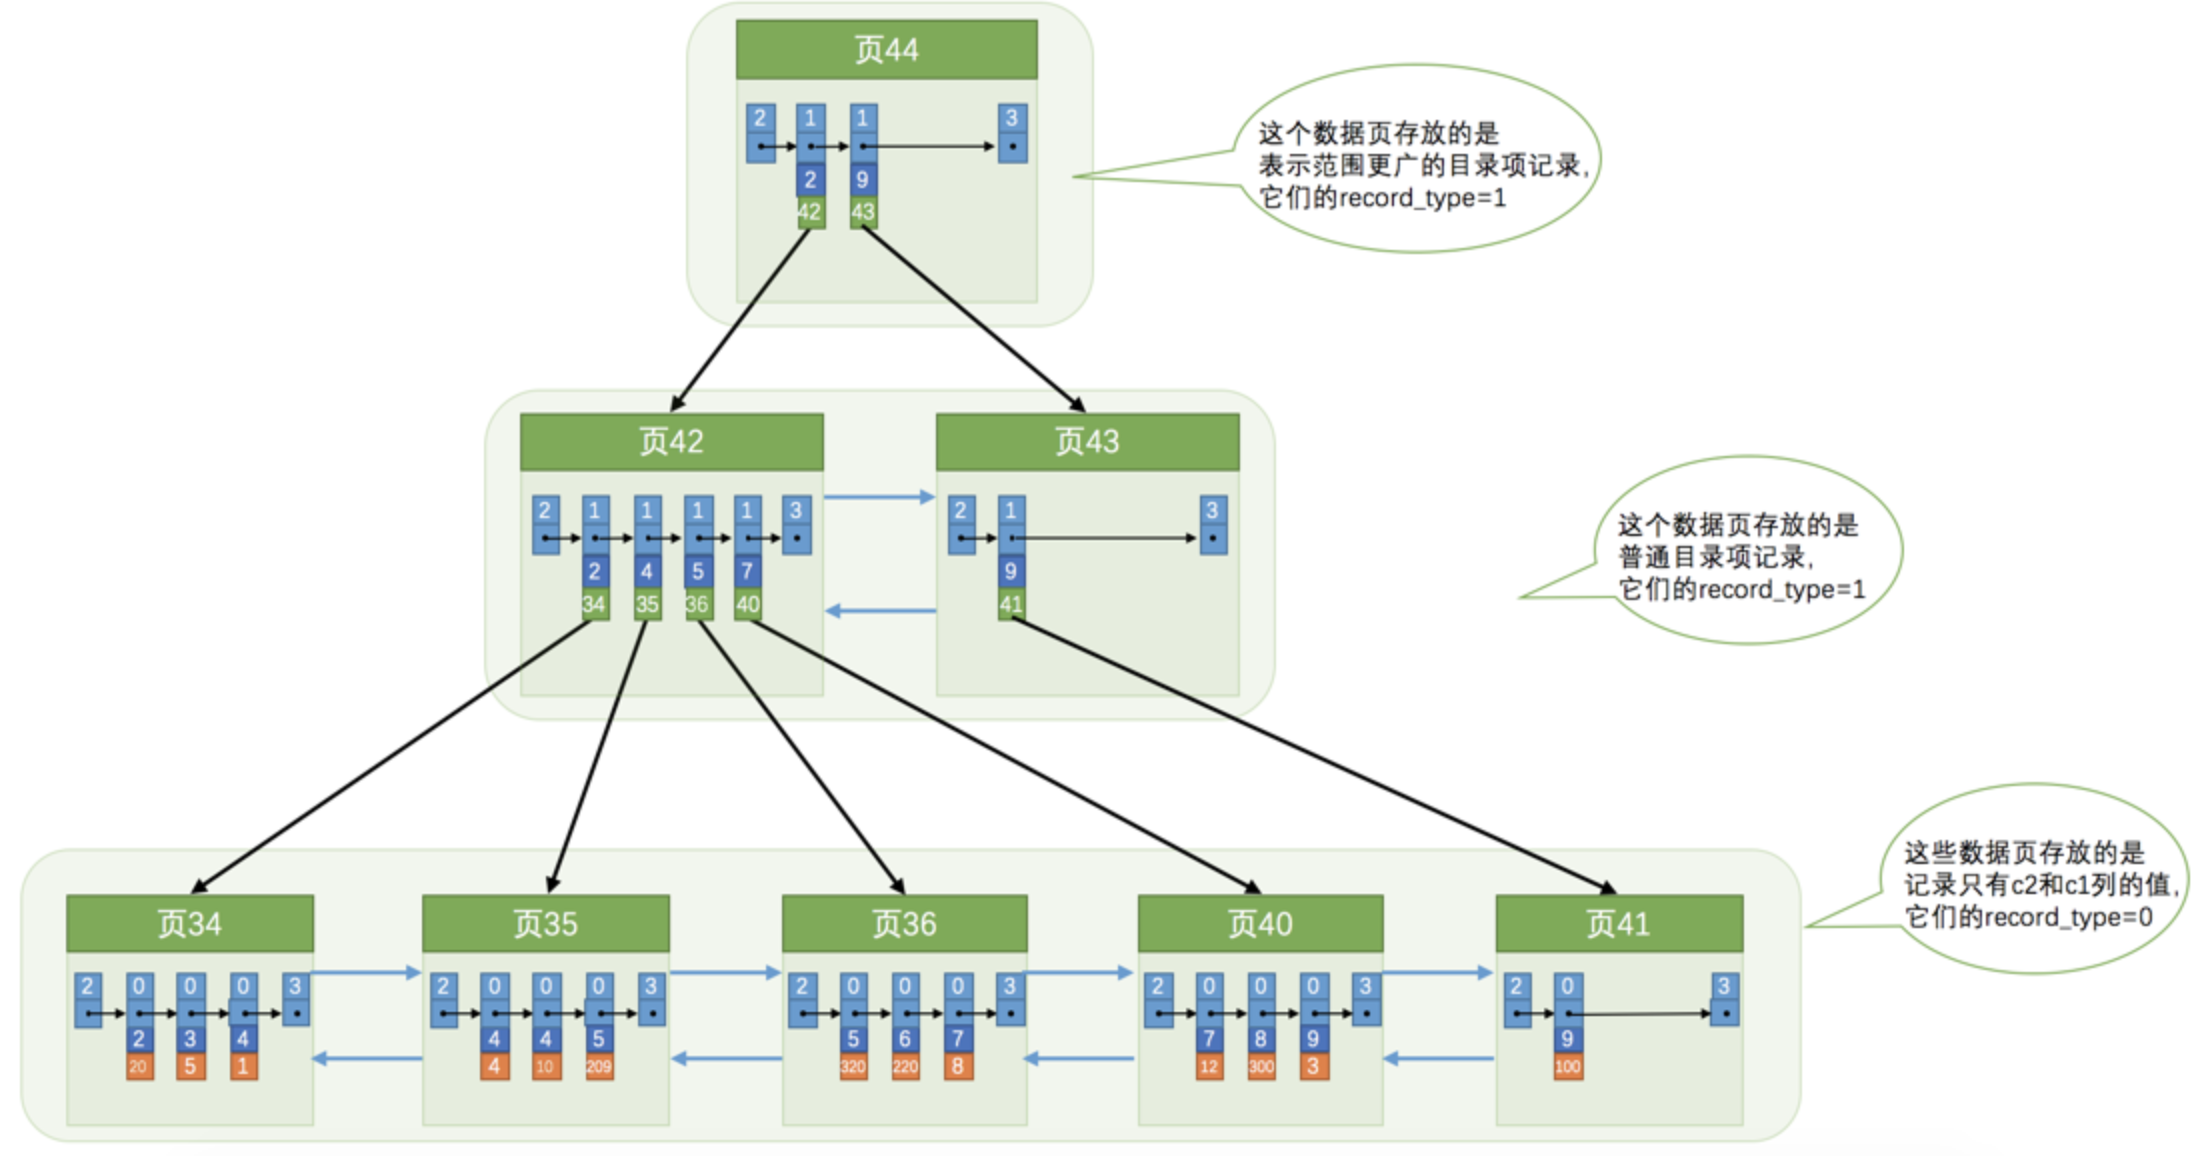 页44
2 1 1 3
2 9
42 43
这个数据页存放的是
表示范围更广的目录项记录,
它们的record_type=1
页42
2 1 1 1 1 3
2 4 5 7
34 35 36 40
页43
2 1 3
9
41
这个数据页存放的是
普通目录项记录,
它们的record_type=1
这些数据页存放的是
记录只有c2和c1列的值,
它们的record_type=0
页34
2 0 0 0 3
2 3 4
20 5 1
页35
2 0 0 0 3
4 4 5
4 10 209
页36
2 0 0 0 3
5 6 7
320 220 8
页40
2 0 0 0 3
7 8 9
12 300 3
页41
2 0 3
9
100